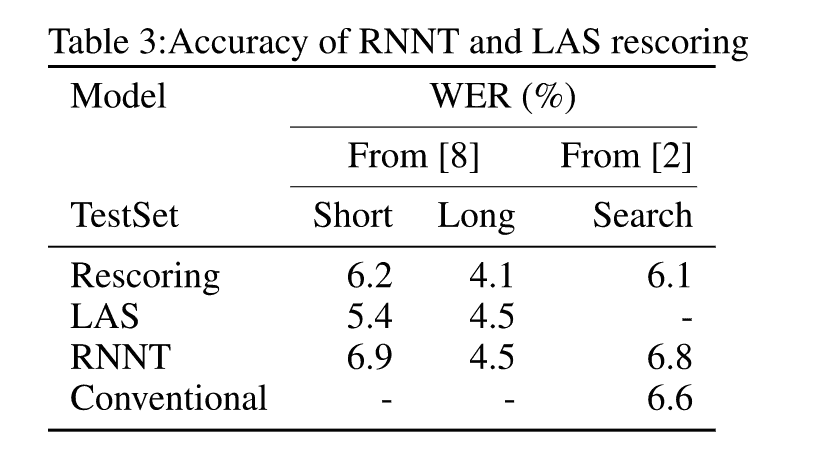 Table 3:Accuracy of RNNT and LAS rescoring
Model WER (%)
From [8] From [2]
TestSet Short Long Search
Rescoring 6.2 4.1 6.1
LAS 5.4 4.5 -
RNNT 6.9 4.5 6.8
Conventional - - 6.6